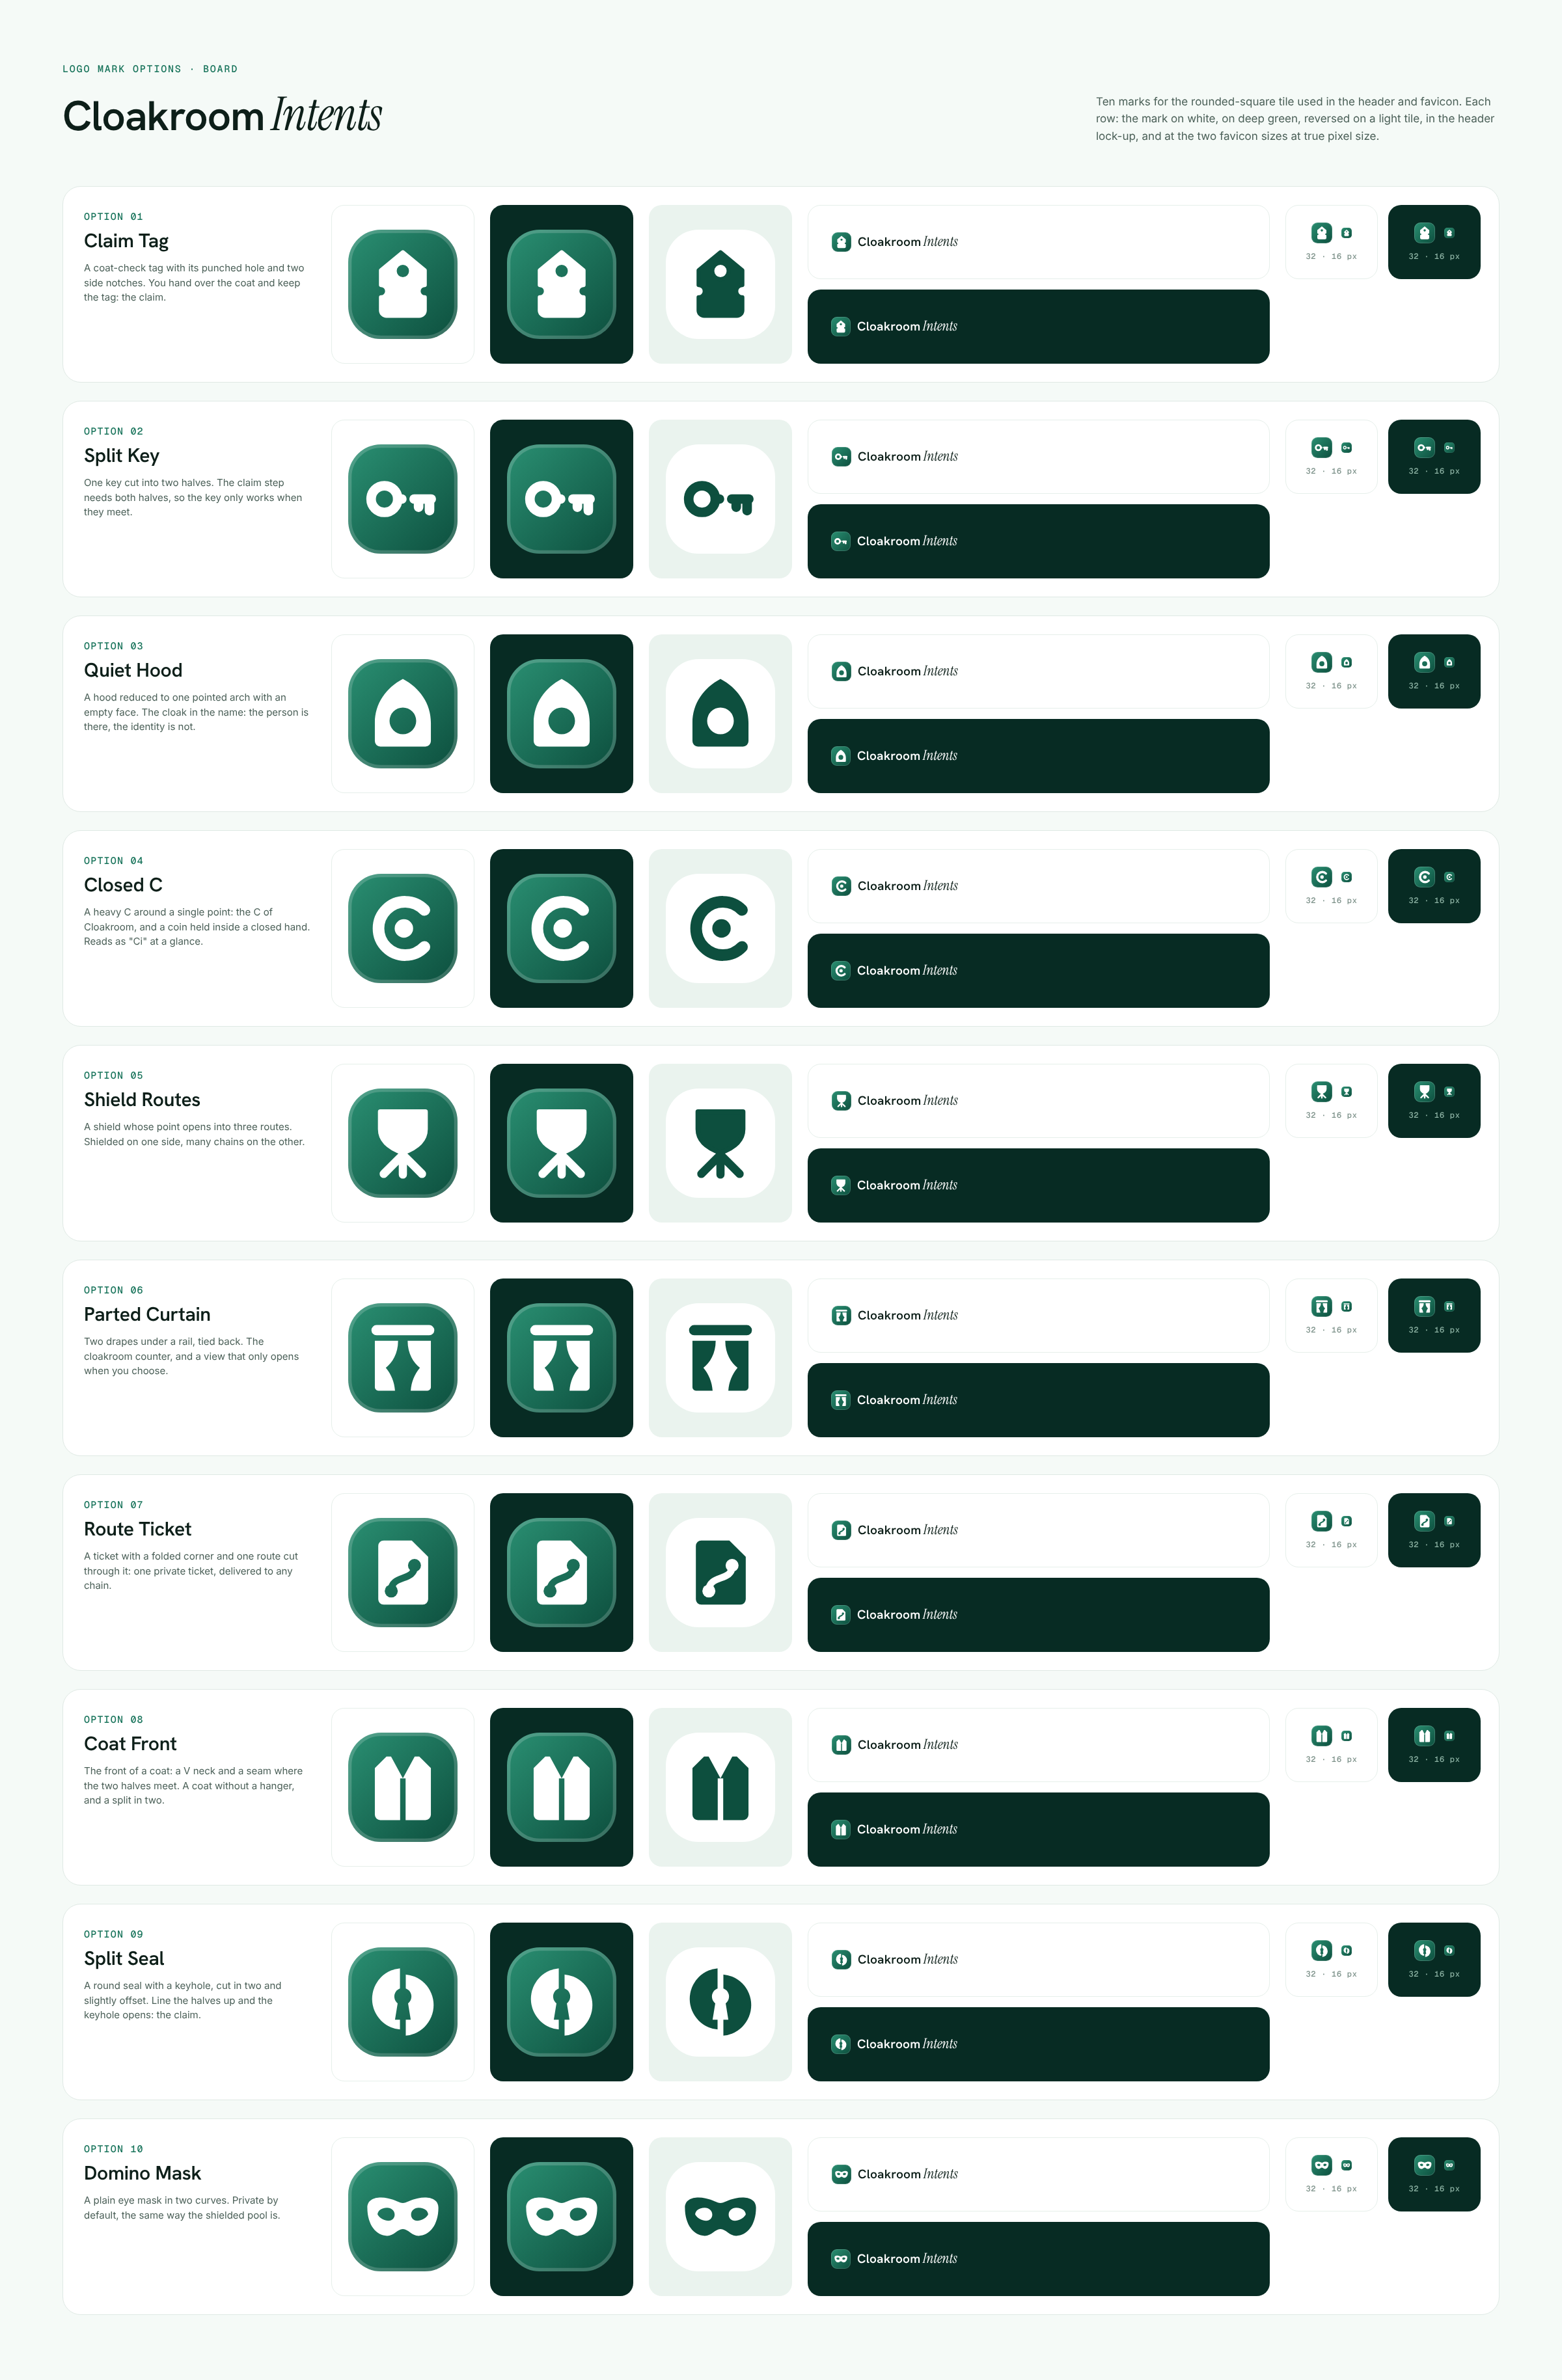 LOGO MARK OPTIONS · BOARD
Cloakroom Intents
Ten marks for the rounded-square tile used in the header and favicon. Each
row: the mark on white, on deep green, reversed on a light tile, in the header
lock-up, and at the two favicon sizes at true pixel size.
OPTION 01
Claim Tag
A coat-check tag with its punched hole and two
side notches. You hand over the coat and keep
the tag: the claim.
Cloakroom Intents
Cloakroom Intents
32 · 16 px
32 · 16 px
OPTION 02
Split Key
One key cut into two halves. The claim step
needs both halves, so the key only works when
they meet.
Cloakroom Intents
Cloakroom Intents
32 · 16 px
32 · 16 px
OPTION 03
Quiet Hood
A hood reduced to one pointed arch with an
empty face. The cloak in the name: the person is
there, the identity is not.
Cloakroom Intents
Cloakroom Intents
32 · 16 px
32 · 16 px
OPTION 04
Closed C
A heavy C around a single point: the C of
Cloakroom, and a coin held inside a closed hand.
Reads as "Ci" at a glance.
Cloakroom Intents
Cloakroom Intents
32 · 16 px
32 · 16 px
OPTION 05
Shield Routes
A shield whose point opens into three routes.
Shielded on one side, many chains on the other.
Cloakroom Intents
Cloakroom Intents
32 · 16 px
32 · 16 px
OPTION 06
Parted Curtain
Two drapes under a rail, tied back. The
cloakroom counter, and a view that only opens
when you choose.
Cloakroom Intents
Cloakroom Intents
32 · 16 px
32 · 16 px
OPTION 07
Route Ticket
A ticket with a folded corner and one route cut
through it: one private ticket, delivered to any
chain.
Cloakroom Intents
Cloakroom Intents
32 · 16 px
32 · 16 px
OPTION 08
Coat Front
The front of a coat: a V neck and a seam where
the two halves meet. A coat without a hanger,
and a split in two.
Cloakroom Intents
Cloakroom Intents
32 · 16 px
32 · 16 px
OPTION 09
Split Seal
A round seal with a keyhole, cut in two and
slightly offset. Line the halves up and the
keyhole opens: the claim.
Cloakroom Intents
Cloakroom Intents
32 · 16 px
32 · 16 px
OPTION 10
Domino Mask
A plain eye mask in two curves. Private by
default, the same way the shielded pool is.
Cloakroom Intents
Cloakroom Intents
32 · 16 px
32 · 16 px